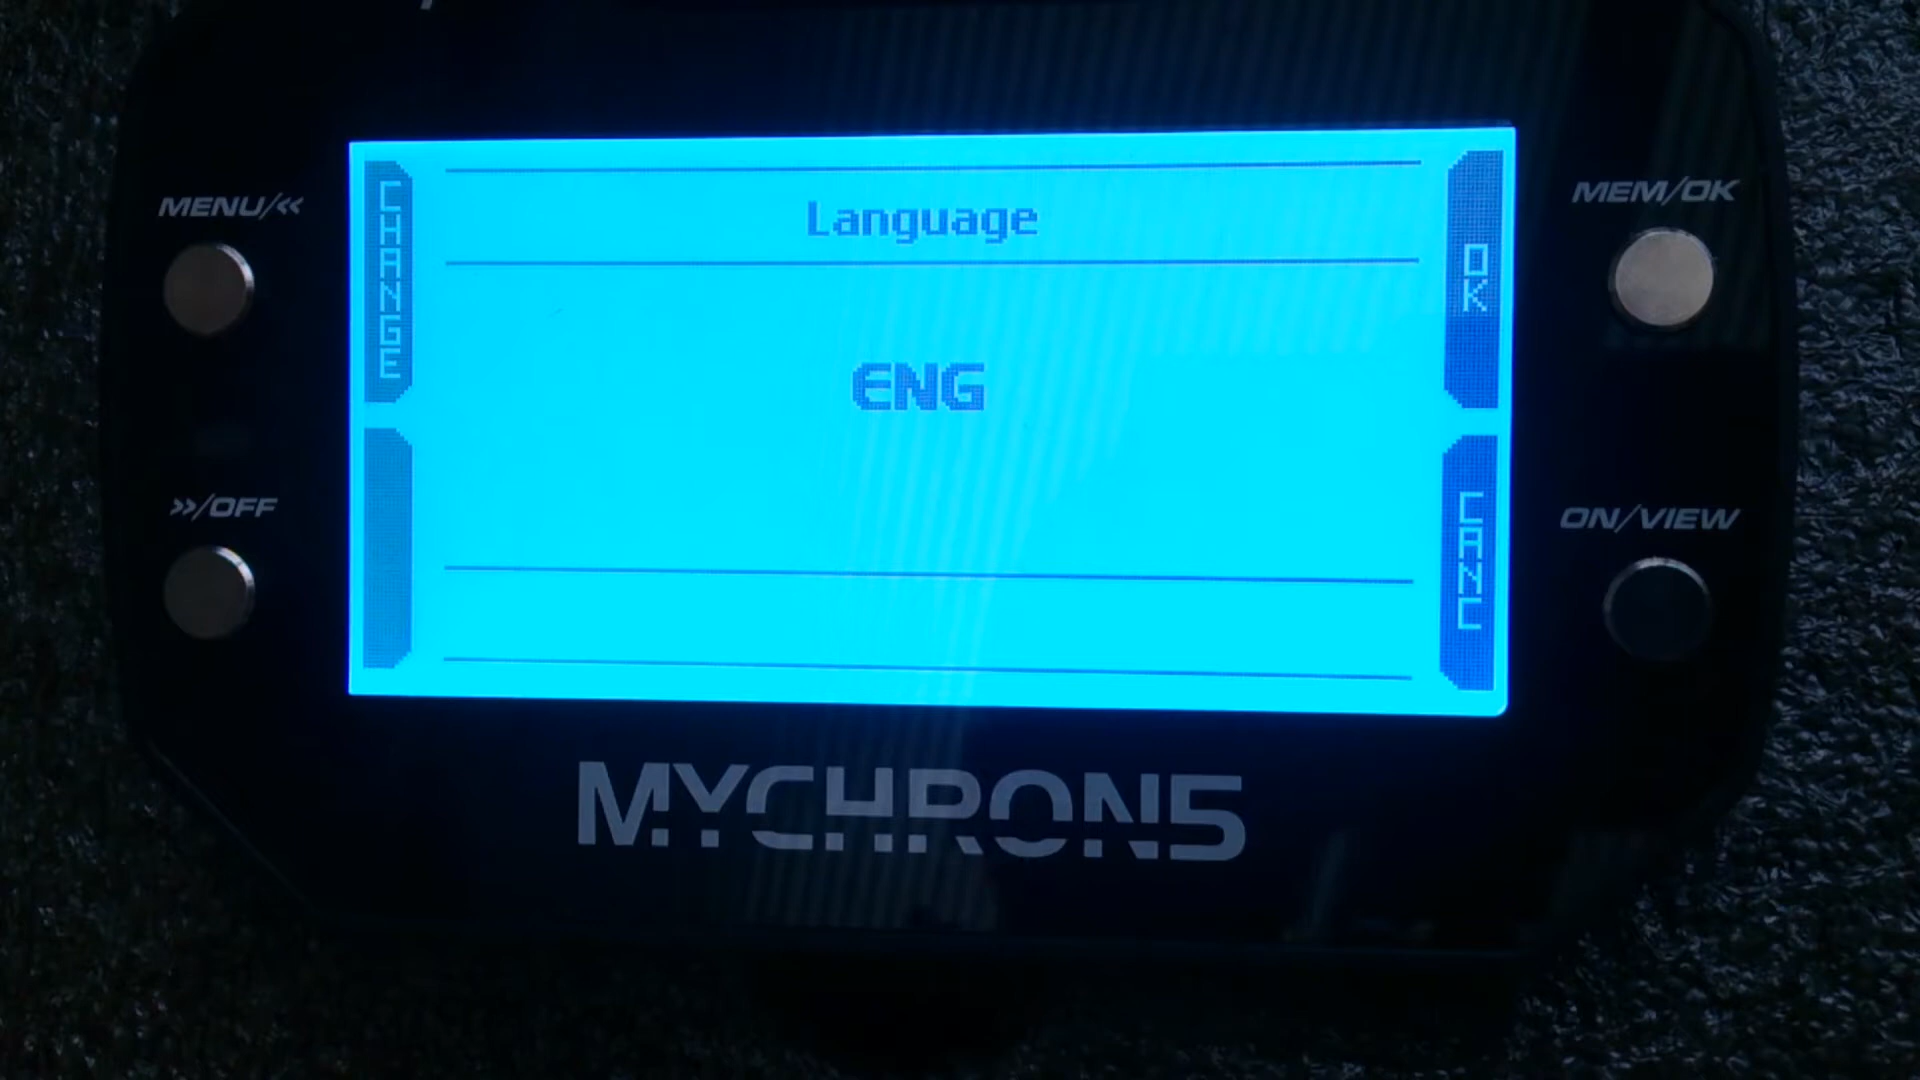 MENU/«
CHANGE
Language
OK
MEM/OK
ENG
»/OFF
CANC
ON/VIEW
MYCHRON5